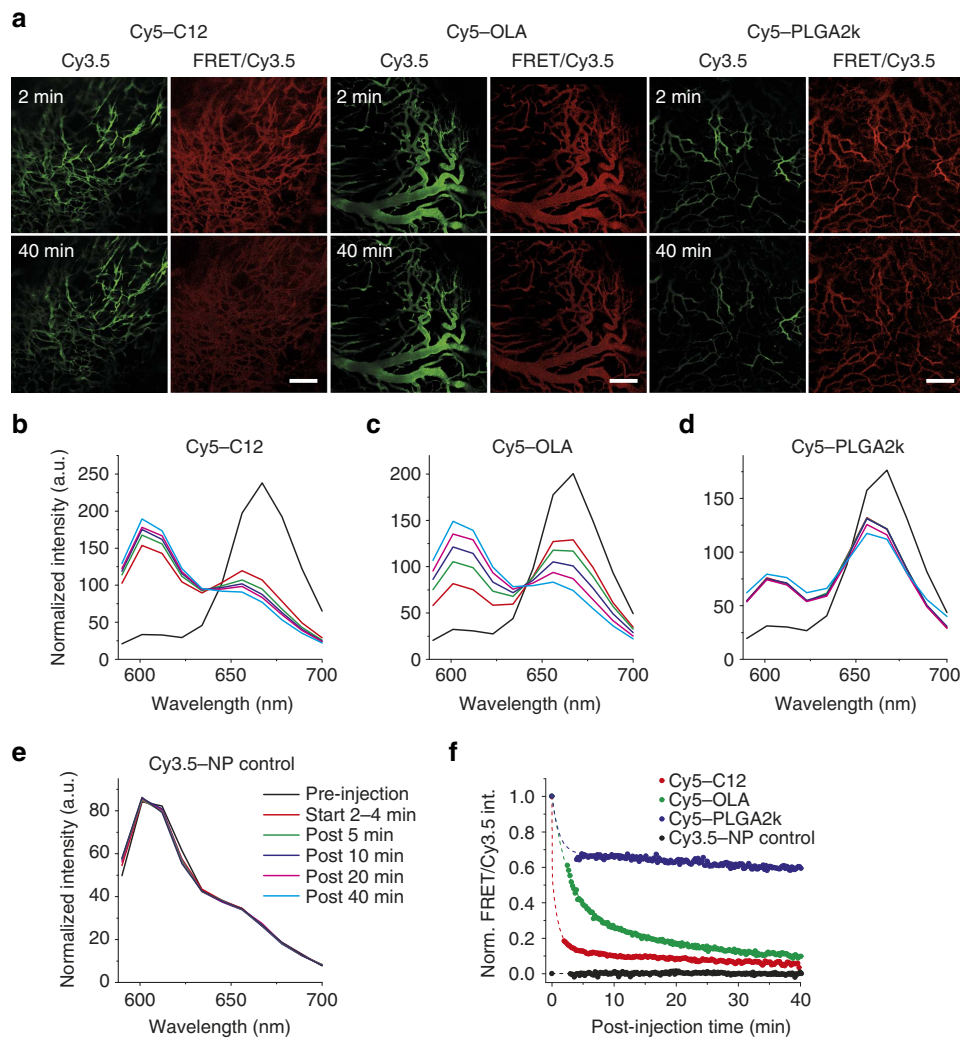 a
Cy5–C12 Cy5–OLA Cy5–PLGA2k
Cy3.5 FRET/Cy3.5 Cy3.5 FRET/Cy3.5 Cy3.5 FRET/Cy3.5
2 min 2 min 2 min
40 min 40 min 40 min
b
Cy5–C12
Normalized intensity (a.u.)
250
200
150
100
50
0
600 650 700
Wavelength (nm)
c
Cy5–OLA
200
150
100
50
0
600 650 700
Wavelength (nm)
d
Cy5–PLGA2k
150
100
50
0
600 650 700
Wavelength (nm)
e
Cy3.5–NP control
Normalized intensity (a.u.)
80
60
40
20
0
600 650 700
Wavelength (nm)
Pre-injection
Start 2–4 min
Post 5 min
Post 10 min
Post 20 min
Post 40 min
f
Norm. FRET/Cy3.5 int.
1.0
0.8
0.6
0.4
0.2
0.0
0 10 20 30 40
Post-injection time (min)
Cy5–C12
Cy5–OLA
Cy5–PLGA2k
Cy3.5–NP control